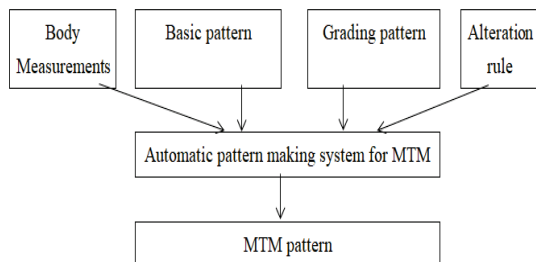 Body
Measurements
Basic pattern
Grading pattern
Alteration
rule
Automatic pattern making system for MTM
MTM pattern